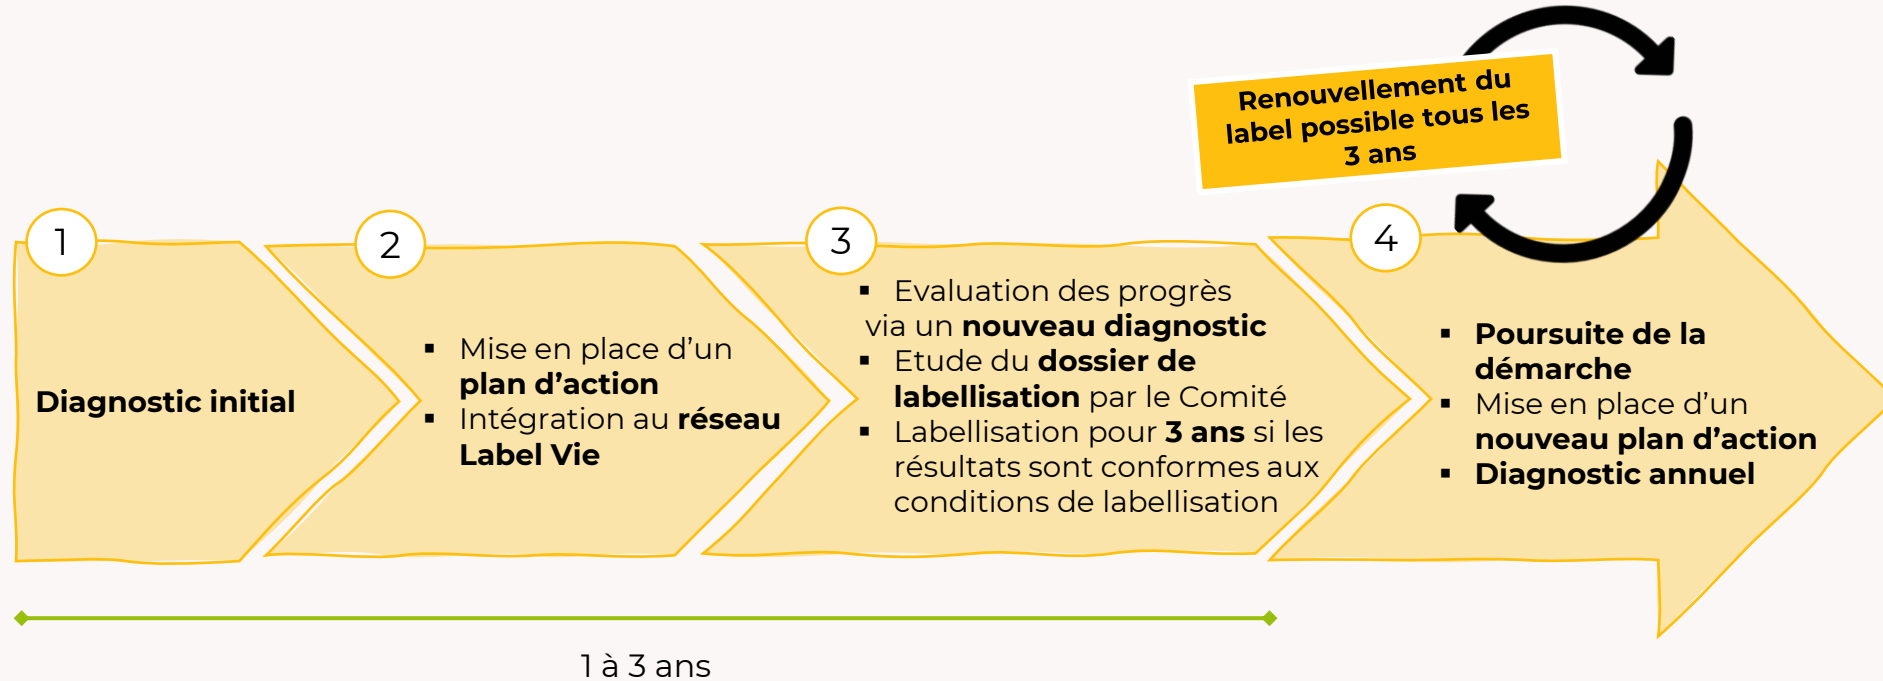 Renouvellement du
label possible tous les
3 ans
1
Diagnostic initial
2
▪ Mise en place d’un
plan d’action
▪ Intégration au réseau
Label Vie
3
▪ Evaluation des progrès
via un nouveau diagnostic
▪ Etude du dossier de
labellisation par le Comité
▪ Labellisation pour 3 ans si les
résultats sont conformes aux
conditions de labellisation
4
▪ Poursuite de la
démarche
▪ Mise en place d’un
nouveau plan d’action
▪ Diagnostic annuel
1 à 3 ans